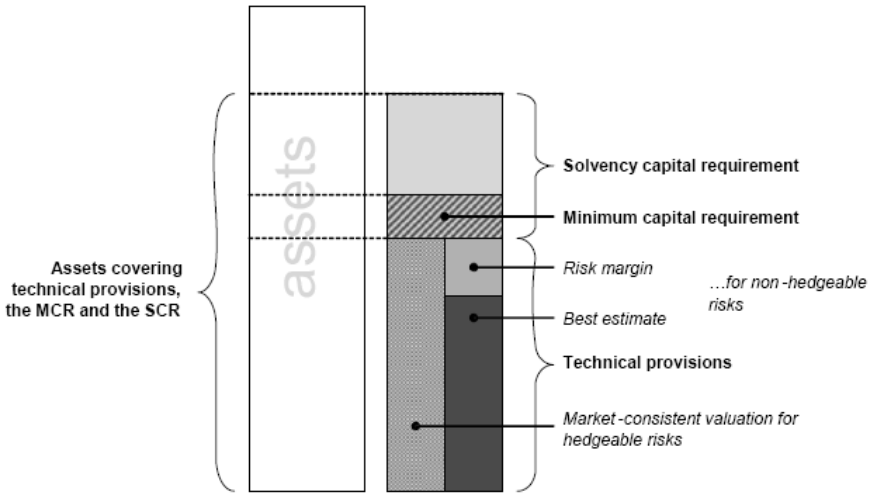 assets
Assets covering
technical provisions,
the MCR and the SCR
Solvency capital requirement
Minimum capital requirement
Risk margin
...for non-hedgeable
risks
Best estimate
Technical provisions
Market-consistent valuation for
hedgeable risks